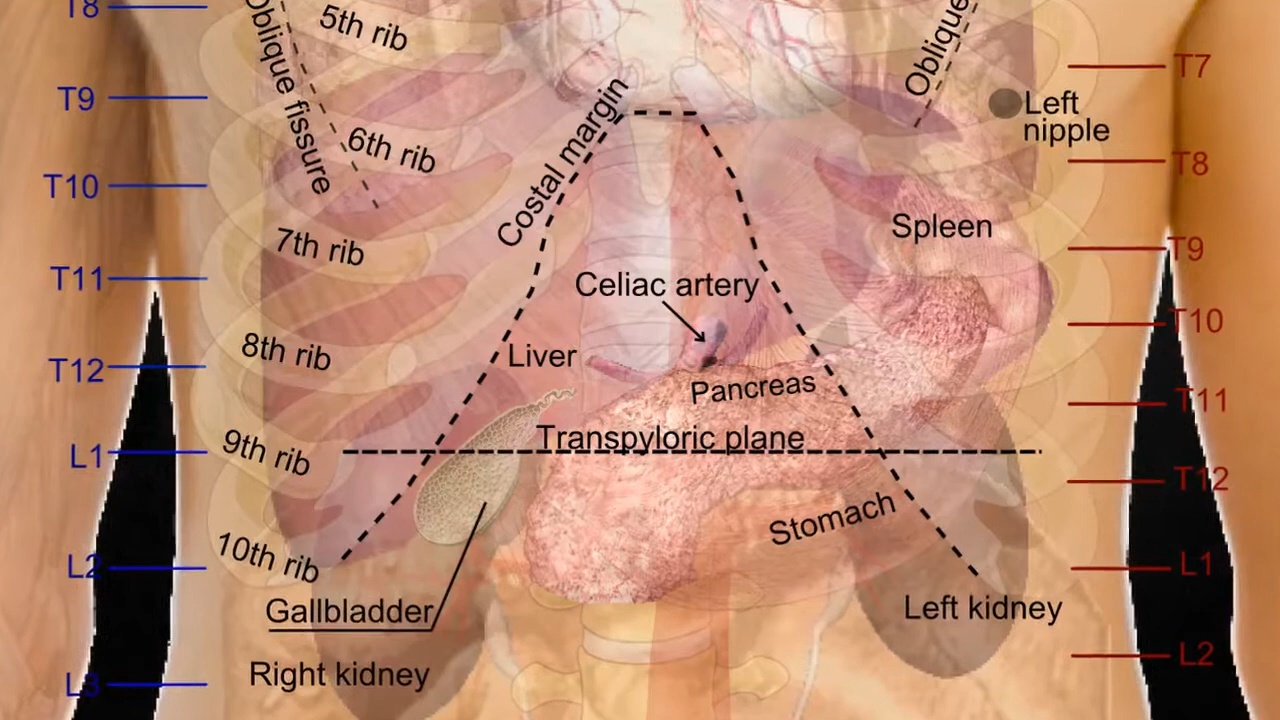 T8
Oblique fissure
5th rib
Oblique
T9
T7
Costal margin
Left
nipple
6th rib
T8
T10
Spleen
7th rib
T9
T11
Celiac artery
T10
8th rib
Liver
T12
Pancreas
T11
9th rib
Transpyloric plane
L1
T12
Stomach
10th rib
L2
L1
Gallbladder
Left kidney
Right kidney
L2
L3